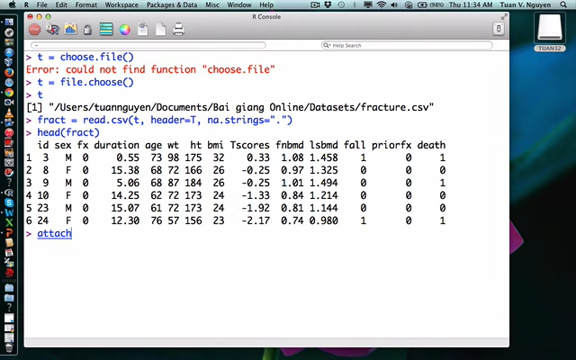 R File Edit Format Workspace Packages & Data Misc Window Help (98%) Thu 11:34 AM Tuan V. Nguyen
R Console
Help Search
> t = choose.file()
Error: could not find function "choose.file"
> t = file.choose()
> t
[1] "/Users/tuannguyen/Documents/Bai giang Online/Datasets/fracture.csv"
> fract = read.csv(t, header=T, na.strings=".")
> head(fract)
id sex fx duration age wt ht bmi Tscores fnbmd lsbmd fall priorfx death
1 3 M 0 0.55 73 98 175 32 0.33 1.08 1.458 1 0 1
2 8 F 0 15.38 68 72 166 26 -0.25 0.97 1.325 0 0 0
3 9 M 0 5.06 68 87 184 26 -0.25 1.01 1.494 0 0 1
4 10 F 0 14.25 62 72 173 24 -1.33 0.84 1.214 0 0 0
5 23 M 0 15.07 61 72 173 24 -1.92 0.81 1.144 0 0 0
6 24 F 0 12.30 76 57 156 23 -2.17 0.74 0.980 1 0 1
> attach
TUAN32